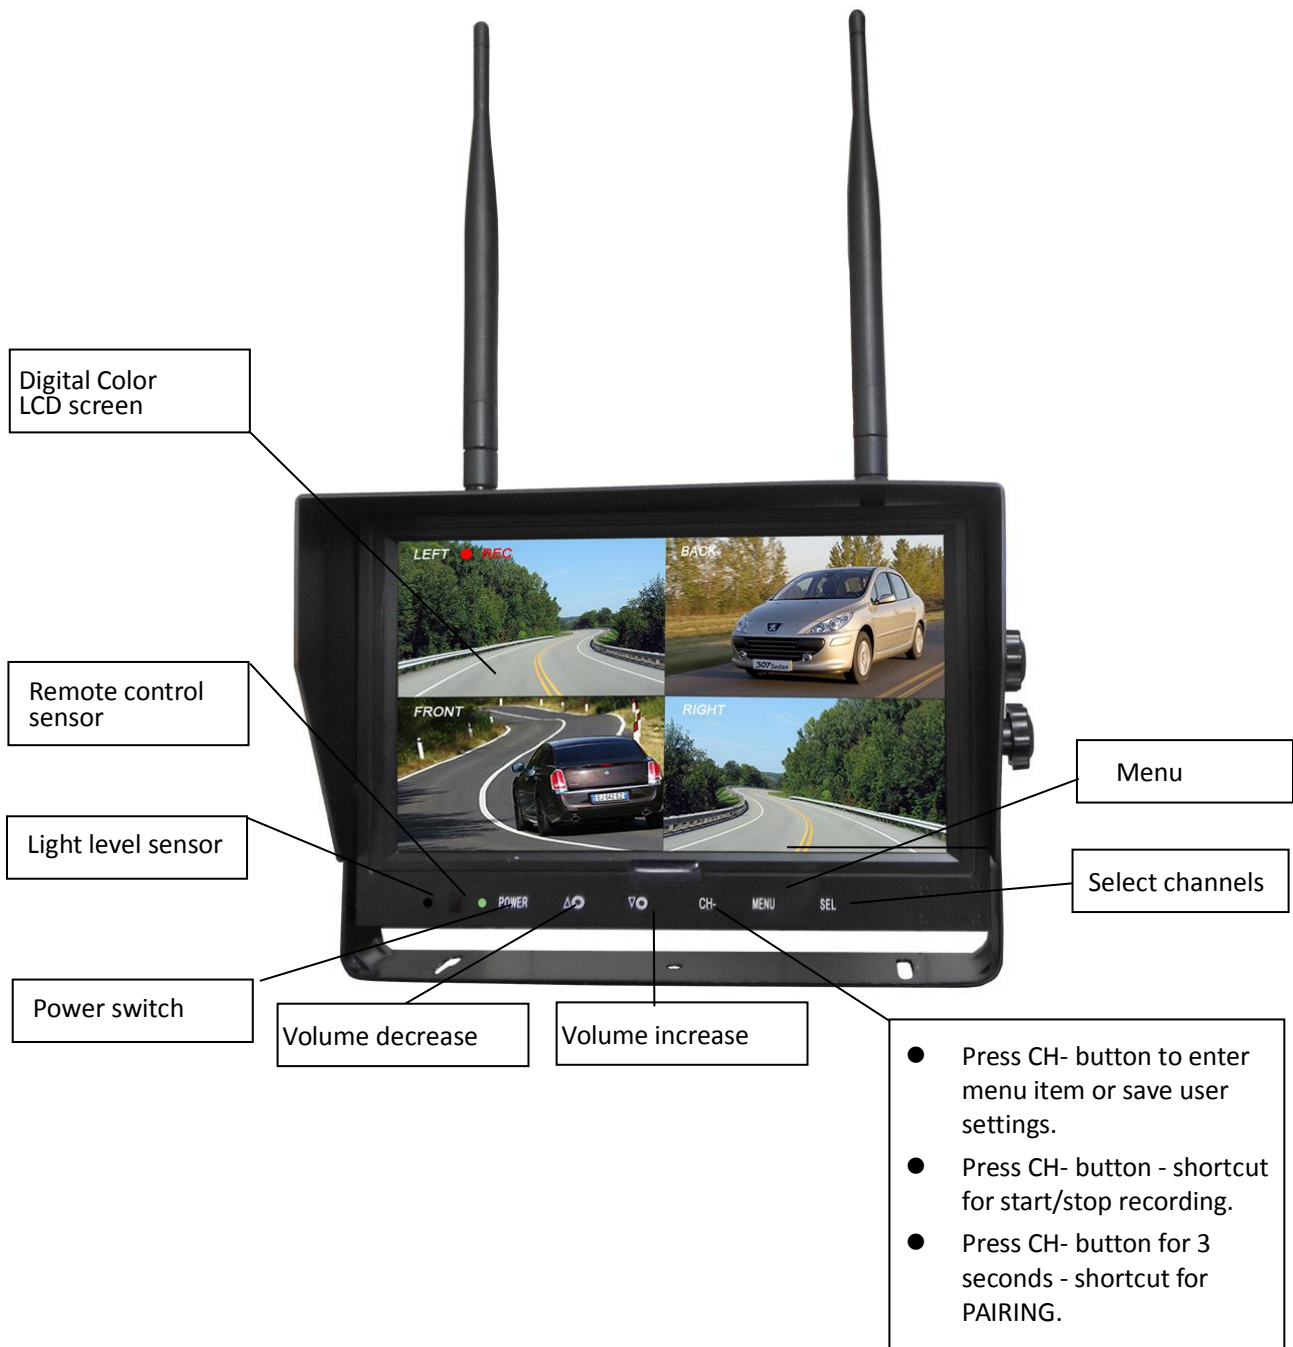 Digital Color
LCD screen
LEFT REC
BACK
307 Sedan
Remote control
sensor
FRONT
RIGHT
Menu
Light level sensor
Select channels
POWER
CH-
MENU
SEL
Power switch
Volume decrease
Volume increase
● Press CH- button to enter
menu item or save user
settings.
● Press CH- button - shortcut
for start/stop recording.
● Press CH- button for 3
seconds - shortcut for
PAIRING.